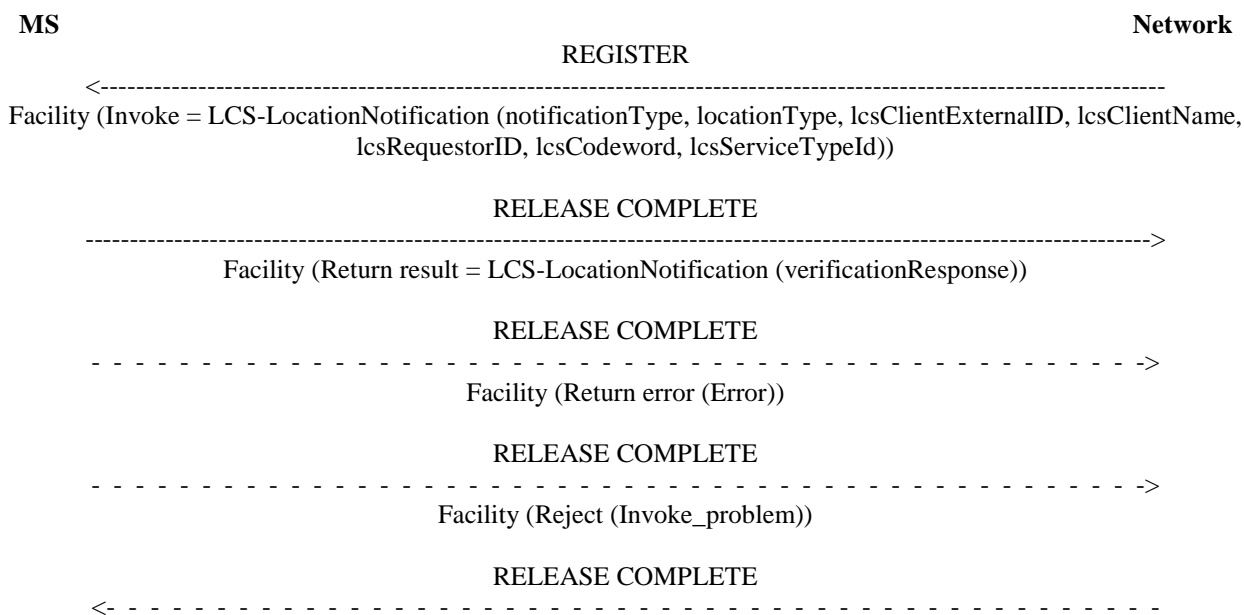 MS Network
REGISTER
<------------------------------------------------------------------------------------------------------------------------
Facility (Invoke = LCS-LocationNotification (notificationType, locationType, lcsClientExternalID, lcsClientName,
lcsRequestorID, lcsCodeword, lcsServiceTypeId))
RELEASE COMPLETE
------------------------------------------------------------------------------------------------------------------------>
Facility (Return result = LCS-LocationNotification (verificationResponse))
RELEASE COMPLETE
- - - - - - - - - - - - - - - - - - - - - - - - - - - - - - - - - - - - - - - - - - - - - - - - ->
Facility (Return error (Error))
RELEASE COMPLETE
- - - - - - - - - - - - - - - - - - - - - - - - - - - - - - - - - - - - - - - - - - - - - - - - ->
Facility (Reject (Invoke_problem))
RELEASE COMPLETE
<- - - - - - - - - - - - - - - - - - - - - - - - - - - - - - - - - - - - - - - - - - - - - - - - -